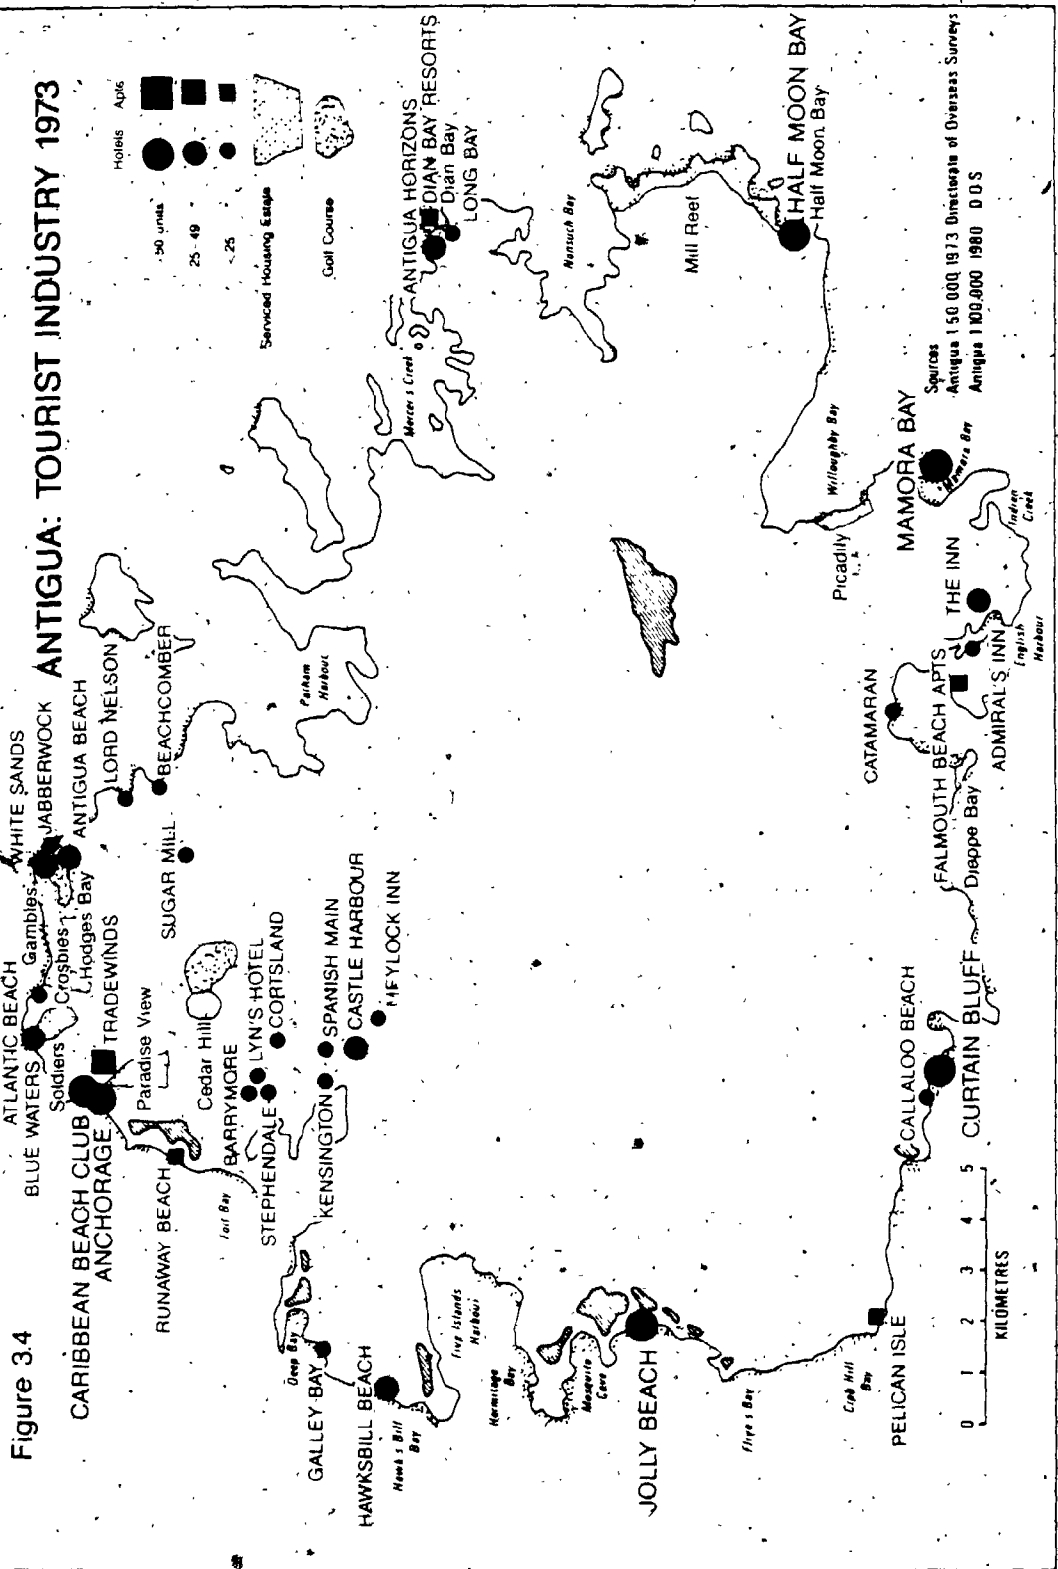 Figure 3.4
ANTIGUA: TOURIST INDUSTRY 1973
Hotels Apts
50 units
25 - 49
< 25
Serviced Housing Estate
Golf Course
ATLANTIC BEACH
BLUE WATERS
Soldiers
Gambles
Crosbies
Hodges Bay
WHITE SANDS
JABBERWOCK
ANTIGUA BEACH
LORD NELSON
BEACHCOMBER
SUGAR MILL
CARIBBEAN BEACH CLUB
ANCHORAGE
TRADEWINDS
Paradise View
RUNAWAY BEACH
Cedar Hill
BARRYMORE
LYN'S HOTEL
CORTSLAND
STEPHENDALE
KENSINGTON
SPANISH MAIN
CASTLE HARBOUR
Parham
Harbour
Mercer's Creek
ANTIGUA HORIZONS
DIAN BAY RESORTS
Dian Bay
LONG BAY
Nonsuch Bay
Mill Reef
HALF MOON BAY
Half Moon Bay
Deep Bay
GALLEY BAY
HAWKSBILL BEACH
Hawk's Bill
Bay
Five Islands
Harbour
Hermitage
Bay
Mosquito
Cove
JOLLY BEACH
Bay
Bay
PELICAN ISLE
CALLALOO BEACH
CURTAIN BLUFF
CATAMARAN
FALMOUTH BEACH APTS
Dieppe Bay
ADMIRAL'S INN
THE INN
English
Harbour
Indian
Creek
MAMORA BAY
Mamora Bay
Willoughby Bay
Picadilly
0 1 2 3 4 5
KILOMETRES
Sources
Antigua 1 50 000 1973 Directorate of Overseas Surveys
Antigua 1 100,000 1980 D O S